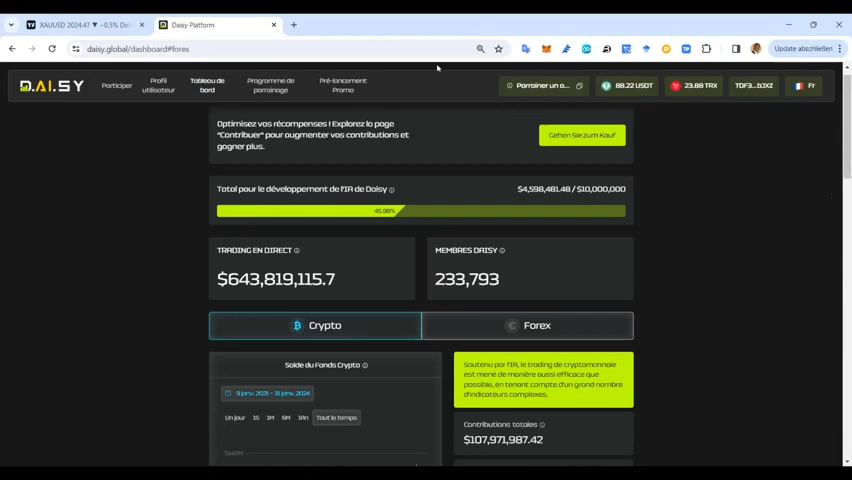 XAUUSD 2024.47 ▼ −0.5% De
Daisy Platform
daisy.global/dashboard#forex
Update abschließen
D.AI.SY
Participer
Profil
utilisateur
Tableau de
bord
Programme de
parrainage
Pré-lancement
Promo
Parrainer un a...
88.22 USDT
23.88 TRX
TDF3...bJXZ
Fr
Optimisez vos récompenses ! Explorez la page
"Contribuer" pour augmenter vos contributions et
gagner plus.
Gehen Sie zum Kauf
Total pour le développement de l'IA de Daisy
$4,598,481.48 / $10,000,000
45.98%
TRADING EN DIRECT
$643,819,115.7
MEMBRES DAISY
233,793
Crypto
Forex
Solde du Fonds Crypto
9 janv. 2021 – 31 janv. 2024
Un jour
1S
1M
6M
1An
Tout le temps
$140M
Soutenu par l'IA, le trading de cryptomonnaie
est mené de manière aussi efficace que
possible, en tenant compte d'un grand nombre
d'indicateurs complexes.
Contributions totales
$107,971,987.42